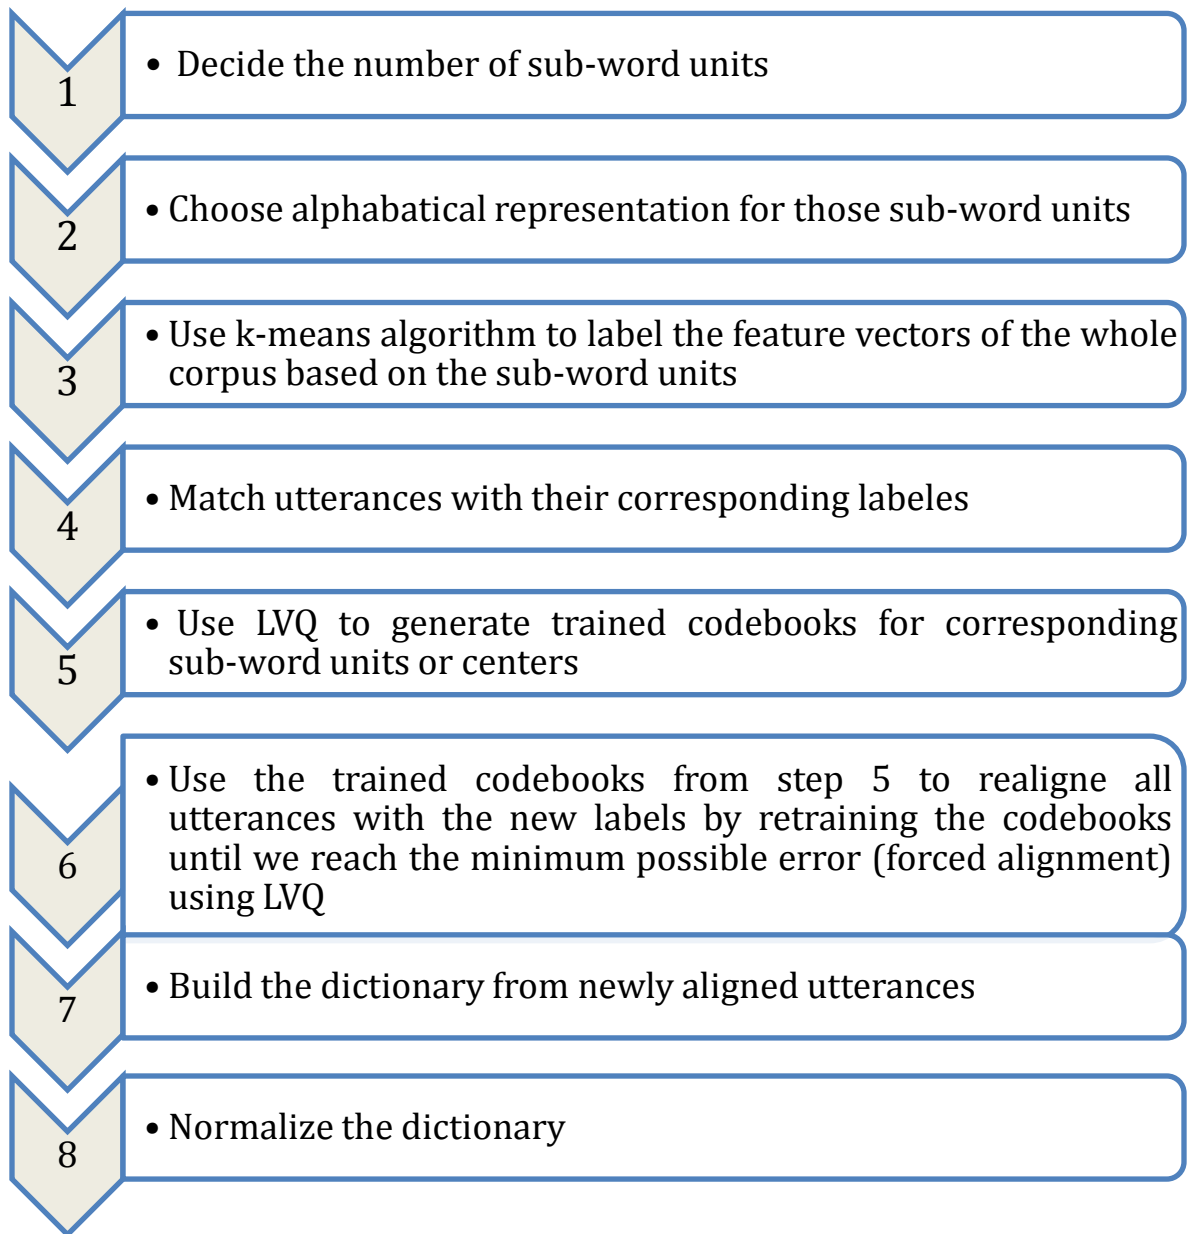 1
• Decide the number of sub-word units
2
• Choose alphabatical representation for those sub-word units
3
• Use k-means algorithm to label the feature vectors of the whole
corpus based on the sub-word units
4
• Match utterances with their corresponding labeles
5
• Use LVQ to generate trained codebooks for corresponding
sub-word units or centers
6
• Use the trained codebooks from step 5 to realigne all
utterances with the new labels by retraining the codebooks
until we reach the minimum possible error (forced alignment)
using LVQ
7
• Build the dictionary from newly aligned utterances
8
• Normalize the dictionary